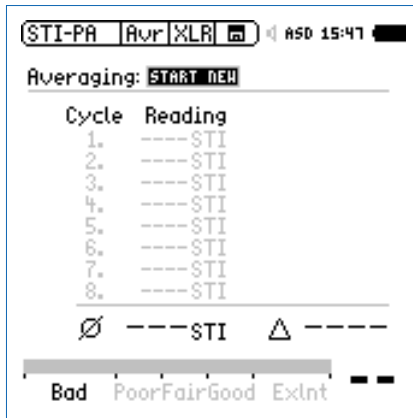 STI-PA Avr XLR ASD 15:47
Averaging: START NEW
Cycle Reading
1. ----STI
2. ----STI
3. ----STI
4. ----STI
5. ----STI
6. ----STI
7. ----STI
8. ----STI
Ø ---STI Δ ----
Bad Poor Fair Good Exlnt --